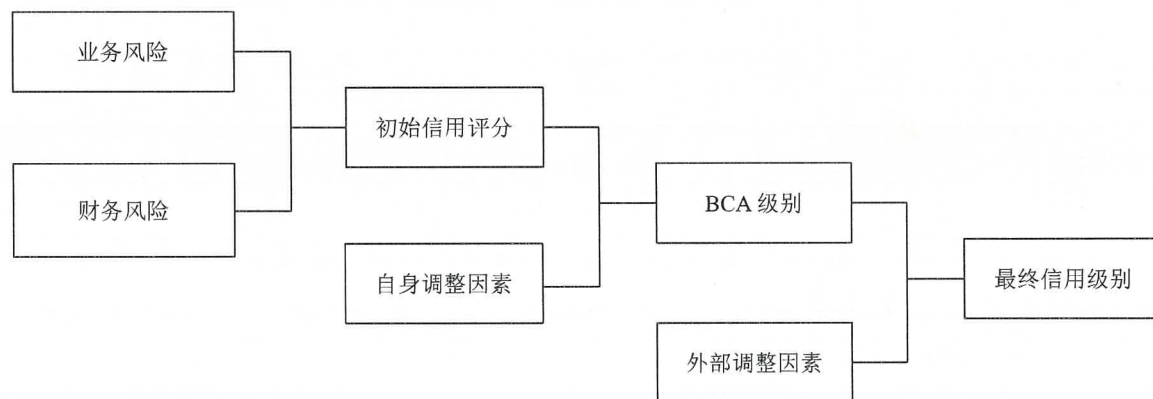 业务风险
初始信用评分
财务风险
BCA 级别
自身调整因素
最终信用级别
外部调整因素